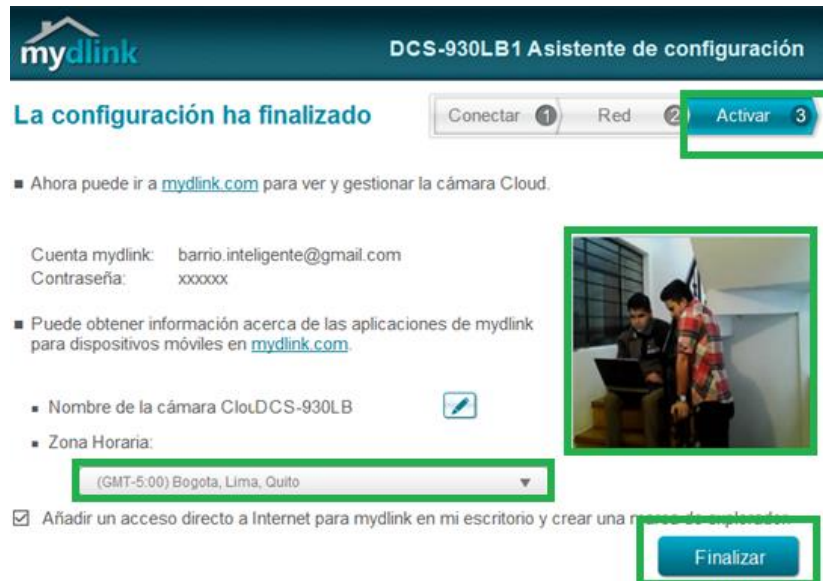 mydlink
DCS-930LB1 Asistente de configuración
La configuración ha finalizado
Conectar 1
Red 2
Activar 3
Ahora puede ir a mydlink.com para ver y gestionar la cámara Cloud.
Cuenta mydlink: barrio.inteligente@gmail.com
Contraseña: xxxxxx
Puede obtener información acerca de las aplicaciones de mydlink
para dispositivos móviles en mydlink.com.
Nombre de la cámara ClouDCS-930LB
Zona Horaria:
(GMT-5:00) Bogota, Lima, Quito
Añadir un acceso directo a Internet para mydlink en mi escritorio y crear una marca de explorador.
Finalizar